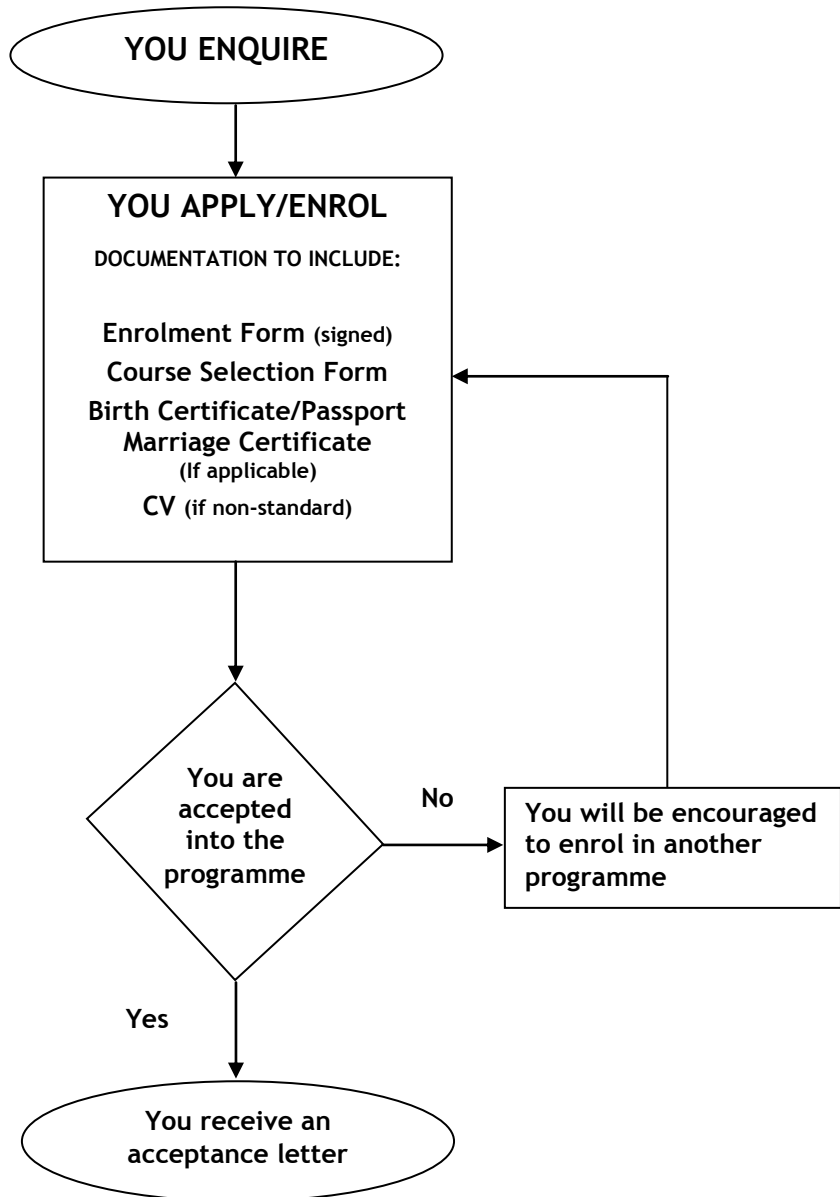 YOU ENQUIRE
YOU APPLY/ENROL
DOCUMENTATION TO INCLUDE:
Enrolment Form (signed)
Course Selection Form
Birth Certificate/Passport
Marriage Certificate
(If applicable)
CV (if non-standard)
You are
accepted
into the
programme
No
You will be encouraged
to enrol in another
programme
Yes
You receive an
acceptance letter